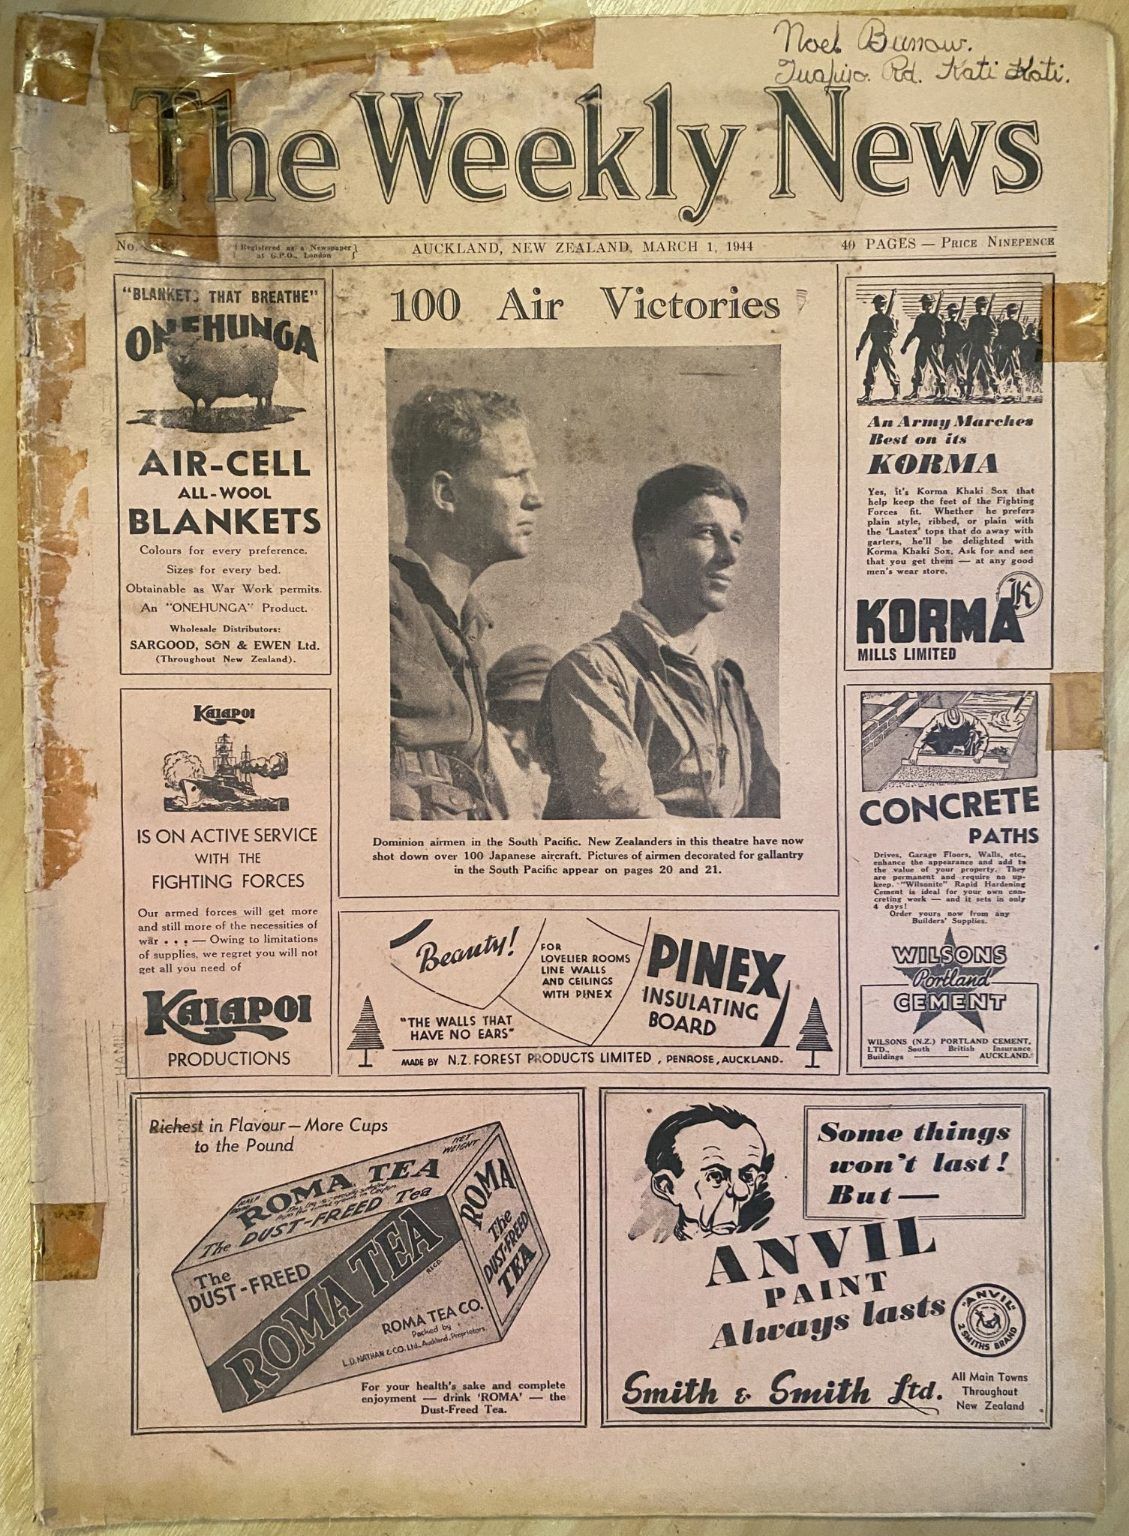 Noel Burrow.
Rd. Kati Kati.
The Weekly News
No.
(Registered as a Newspaper
at G.P.O., London)
AUCKLAND, NEW ZEALAND, MARCH 1, 1944
40 PAGES — PRICE NINEPENCE
"BLANKETS THAT BREATHE"
ONEHUNGA
AIR-CELL
ALL-WOOL
BLANKETS
Colours for every preference.
Sizes for every bed.
Obtainable as War Work permits.
An "ONEHUNGA" Product.
Wholesale Distributors:
SARGOOD, SON & EWEN Ltd.
(Throughout New Zealand).
KAIAPOI
IS ON ACTIVE SERVICE
WITH THE
FIGHTING FORCES
Our armed forces will get more
and still more of the necessities of
war . . . — Owing to limitations
of supplies, we regret you will not
get all you need of
KAIAPOI
PRODUCTIONS
100 Air Victories
Dominion airmen in the South Pacific. New Zealanders in this theatre have now
shot down over 100 Japanese aircraft. Pictures of airmen decorated for gallantry
in the South Pacific appear on pages 20 and 21.
Beauty!
FOR
LOVELIER ROOMS
LINE WALLS
AND CEILINGS
WITH PINEX
"THE WALLS THAT
HAVE NO EARS"
PINEX
INSULATING
BOARD
MADE BY N.Z. FOREST PRODUCTS LIMITED, PENROSE, AUCKLAND.
An Army Marches
Best on its
KORMA
Yes, it's Korma Khaki Sox that
help keep the feet of the Fighting
Forces fit. Whether he prefers
plain style, ribbed, or plain with
the 'Lastex' tops that do away with
garters, he'll be delighted with
Korma Khaki Sox. Ask for and see
that you get them — at any good
men's wear store.
K
KORMA
MILLS LIMITED
CONCRETE
PATHS
Drives, Garage Floors, Walls, etc.,
enhance the appearance and add to
the value of your property. They
are permanent and require no up-
keep. "Wilsonite" Rapid Hardening
Cement is ideal for your own con-
creting work — and it sets in only
4 days!
Order yours now from any
Builders' Supplies.
WILSONS
Portland
CEMENT
WILSONS (N.Z.) PORTLAND CEMENT,
LTD., South British Insurance
Buildings — AUCKLAND.
Richest in Flavour — More Cups
to the Pound
NET
WEIGHT
ROMA TEA
The DUST-FREED Tea
The
DUST-FREED
ROMA TEA
REGD.
ROMA TEA CO.
Packed by
L.D. NATHAN & CO. Ltd., Auckland, Proprietors.
ROMA
The
DUST-FREED
TEA
For your health's sake and complete
enjoyment — drink 'ROMA' — the
Dust-Freed Tea.
Some things
won't last!
But —
ANVIL
PAINT
Always lasts
"ANVIL"
2 SMITHS BRAND
Smith & Smith Ltd.
All Main Towns
Throughout
New Zealand